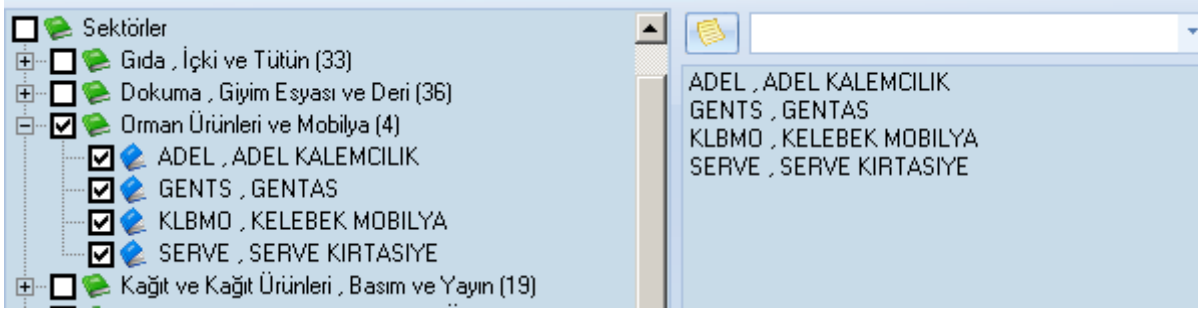 Sektörler
Gıda , İçki ve Tütün (33)
Dokuma , Giyim Esyası ve Deri (36)
Orman Ürünleri ve Mobilya (4)
ADEL , ADEL KALEMCILIK
GENTS , GENTAS
KLBMO , KELEBEK MOBILYA
SERVE , SERVE KIRTASIYE
Kağıt ve Kağıt Ürünleri , Basım ve Yayın (19)
ADEL , ADEL KALEMCILIK
GENTS , GENTAS
KLBMO , KELEBEK MOBILYA
SERVE , SERVE KIRTASIYE